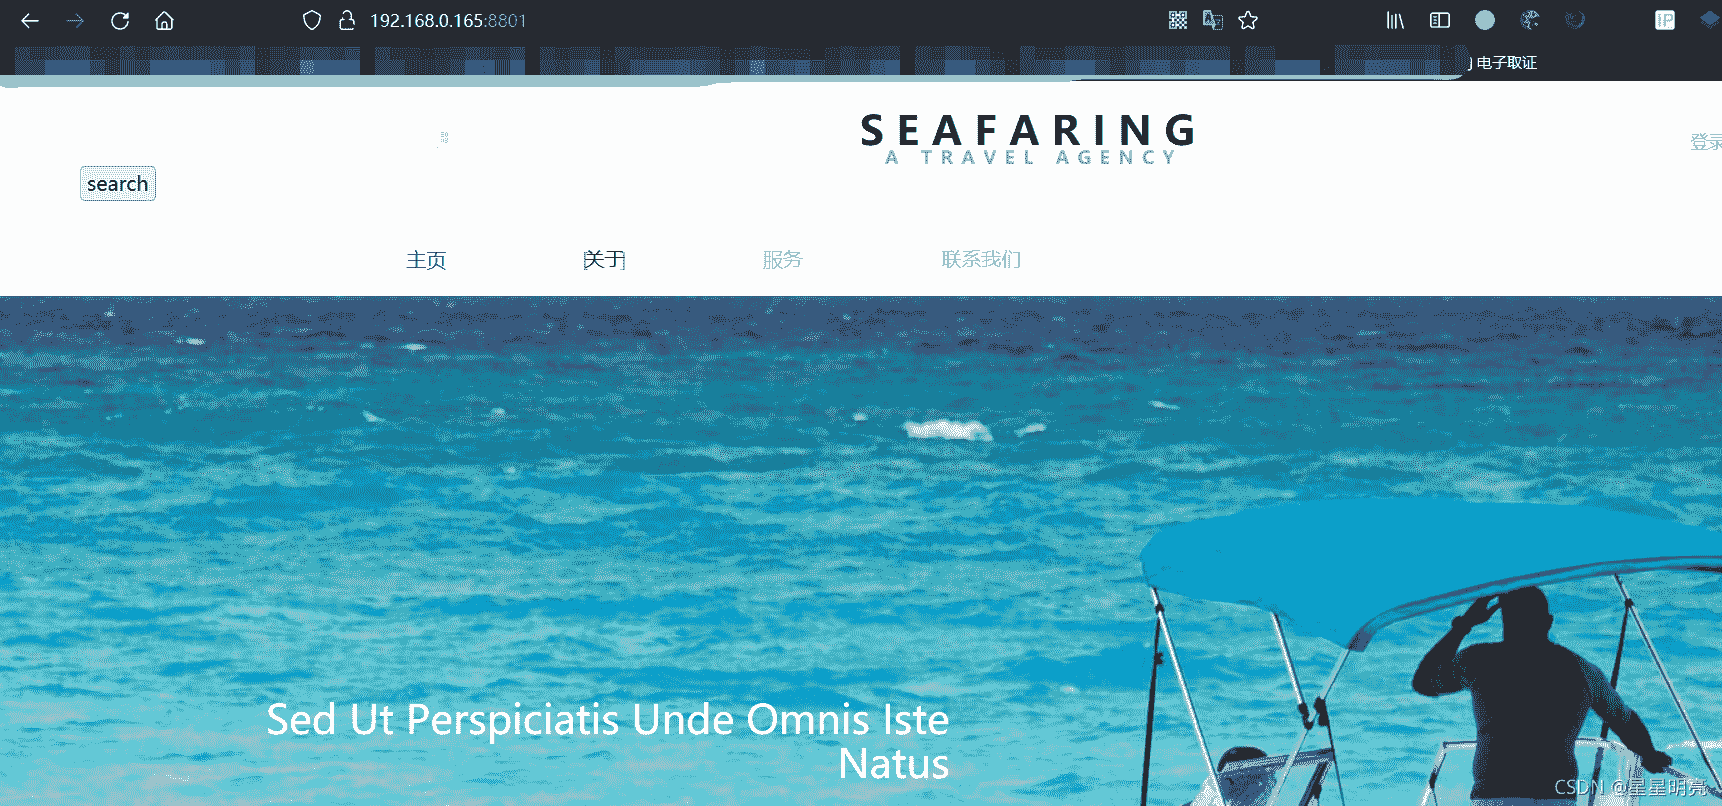 192.168.0.165:8801
电子取证
SEAFARING
A TRAVEL AGENCY
登录
search
主页 关于 服务 联系我们
Sed Ut Perspiciatis Unde Omnis Iste
Natus
CSDN @星星明亮